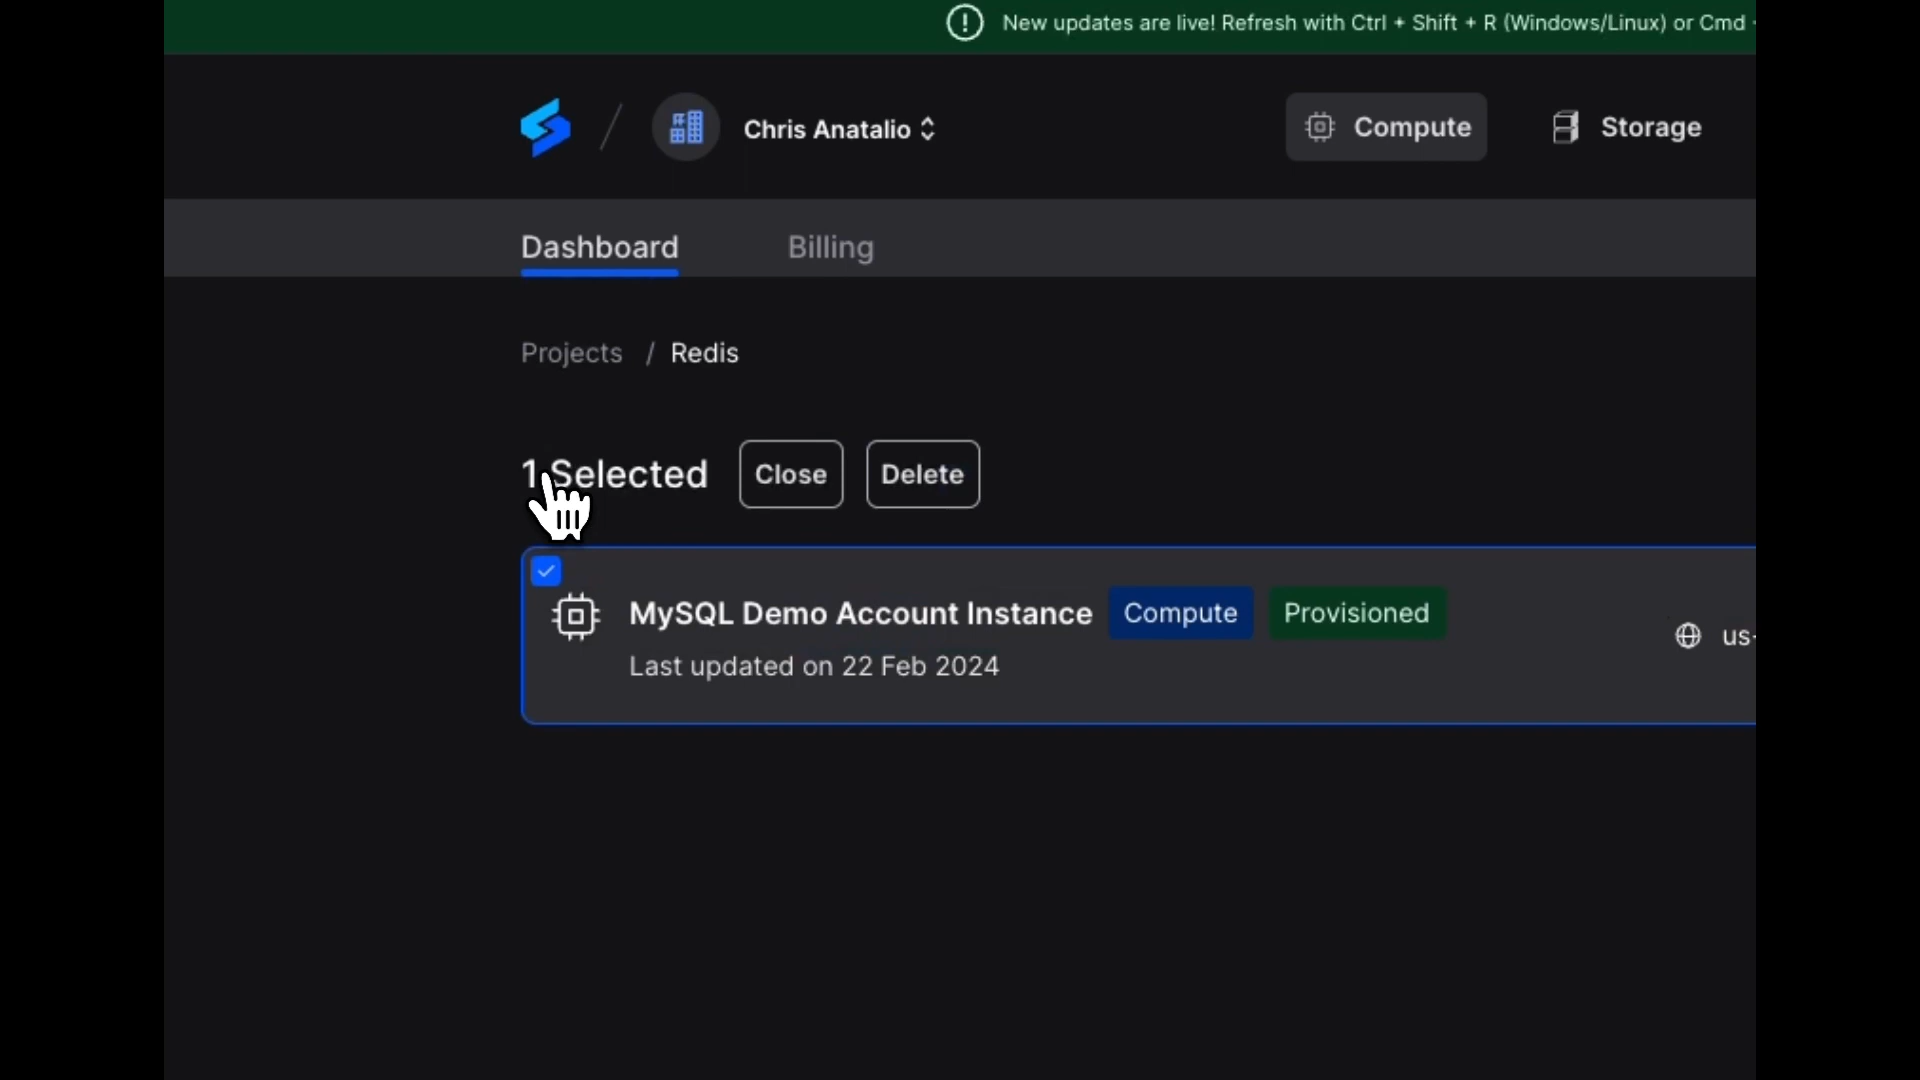 New updates are live! Refresh with Ctrl + Shift + R (Windows/Linux) or Cmd
Chris Anatalio
Compute
Storage
Dashboard
Billing
Projects / Redis
1 Selected
Close
Delete
MySQL Demo Account Instance
Compute
Provisioned
us-
Last updated on 22 Feb 2024